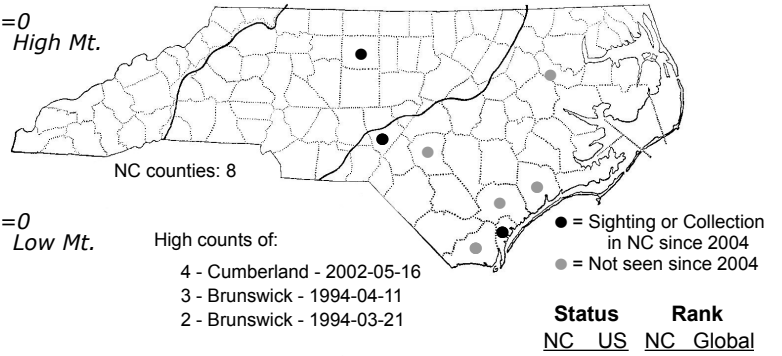 =0
High Mt.
NC counties: 8
=0
Low Mt.
High counts of:
4 - Cumberland - 2002-05-16
3 - Brunswick - 1994-04-11
2 - Brunswick - 1994-03-21
= Sighting or Collection
in NC since 2004
= Not seen since 2004
Status Rank
NC US NC Global